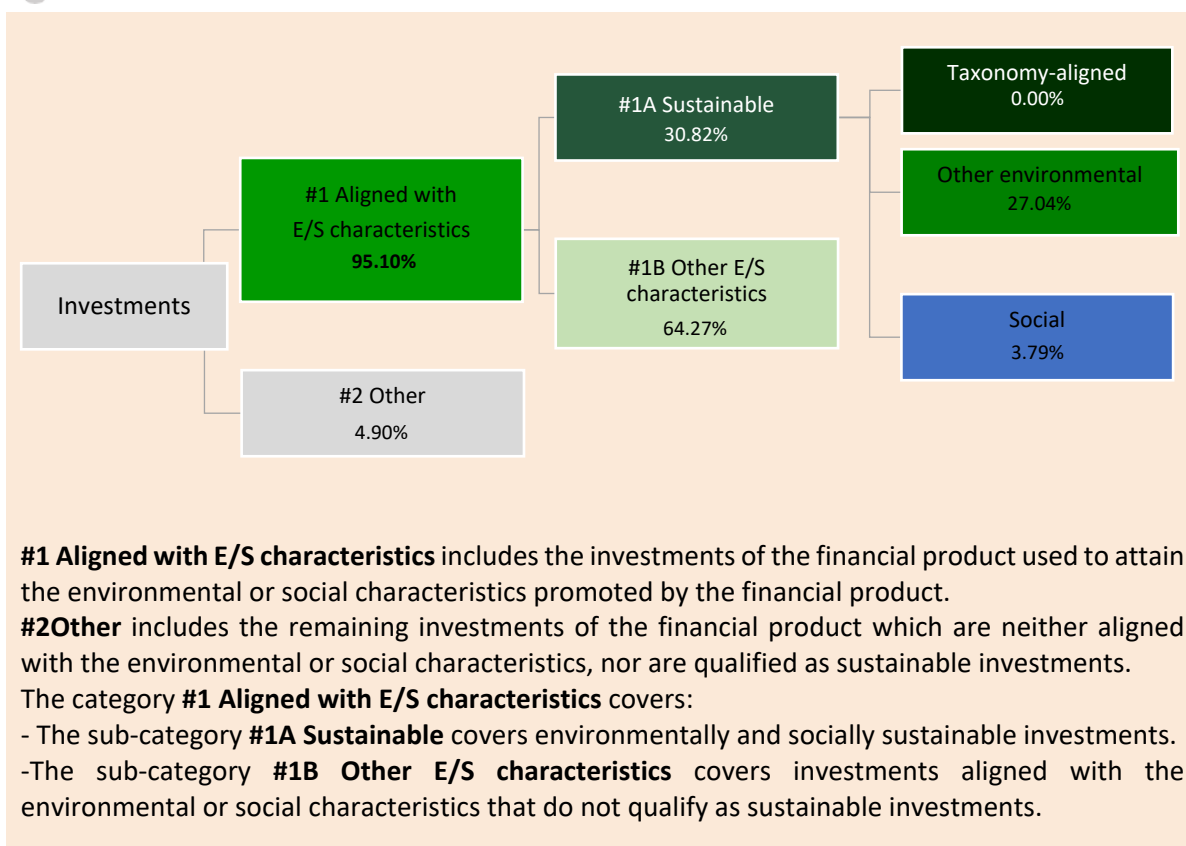 Investments
#1 Aligned with
E/S characteristics
95.10%
#2 Other
4.90%
#1A Sustainable
30.82%
#1B Other E/S
characteristics
64.27%
Taxonomy-aligned
0.00%
Other environmental
27.04%
Social
3.79%
#1 Aligned with E/S characteristics includes the investments of the financial product used to attain
the environmental or social characteristics promoted by the financial product.
#2Other includes the remaining investments of the financial product which are neither aligned
with the environmental or social characteristics, nor are qualified as sustainable investments.
The category #1 Aligned with E/S characteristics covers:
- The sub-category #1A Sustainable covers environmentally and socially sustainable investments.
-The sub-category #1B Other E/S characteristics covers investments aligned with the
environmental or social characteristics that do not qualify as sustainable investments.